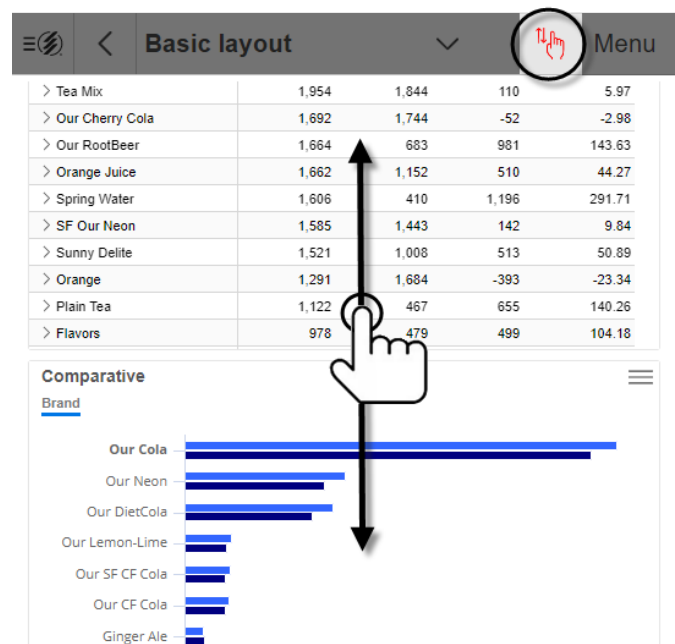 Basic layout Menu
Tea Mix 1,954 1,844 110 5.97
Our Cherry Cola 1,692 1,744 -52 -2.98
Our RootBeer 1,664 683 981 143.63
Orange Juice 1,662 1,152 510 44.27
Spring Water 1,606 410 1,196 291.71
SF Our Neon 1,585 1,443 142 9.84
Sunny Delite 1,521 1,008 513 50.89
Orange 1,291 1,684 -393 -23.34
Plain Tea 1,122 467 655 140.26
Flavors 978 479 499 104.18
Comparative
Brand
Our Cola
Our Neon
Our DietCola
Our Lemon-Lime
Our SF CF Cola
Our CF Cola
Ginger Ale